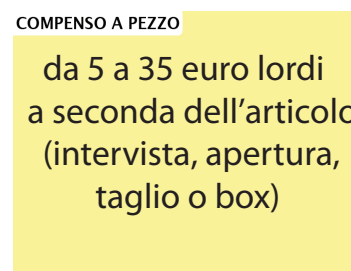 COMPENSO A PEZZO
da 5 a 35 euro lordi
a seconda dell’articolo
(intervista, apertura,
taglio o box)